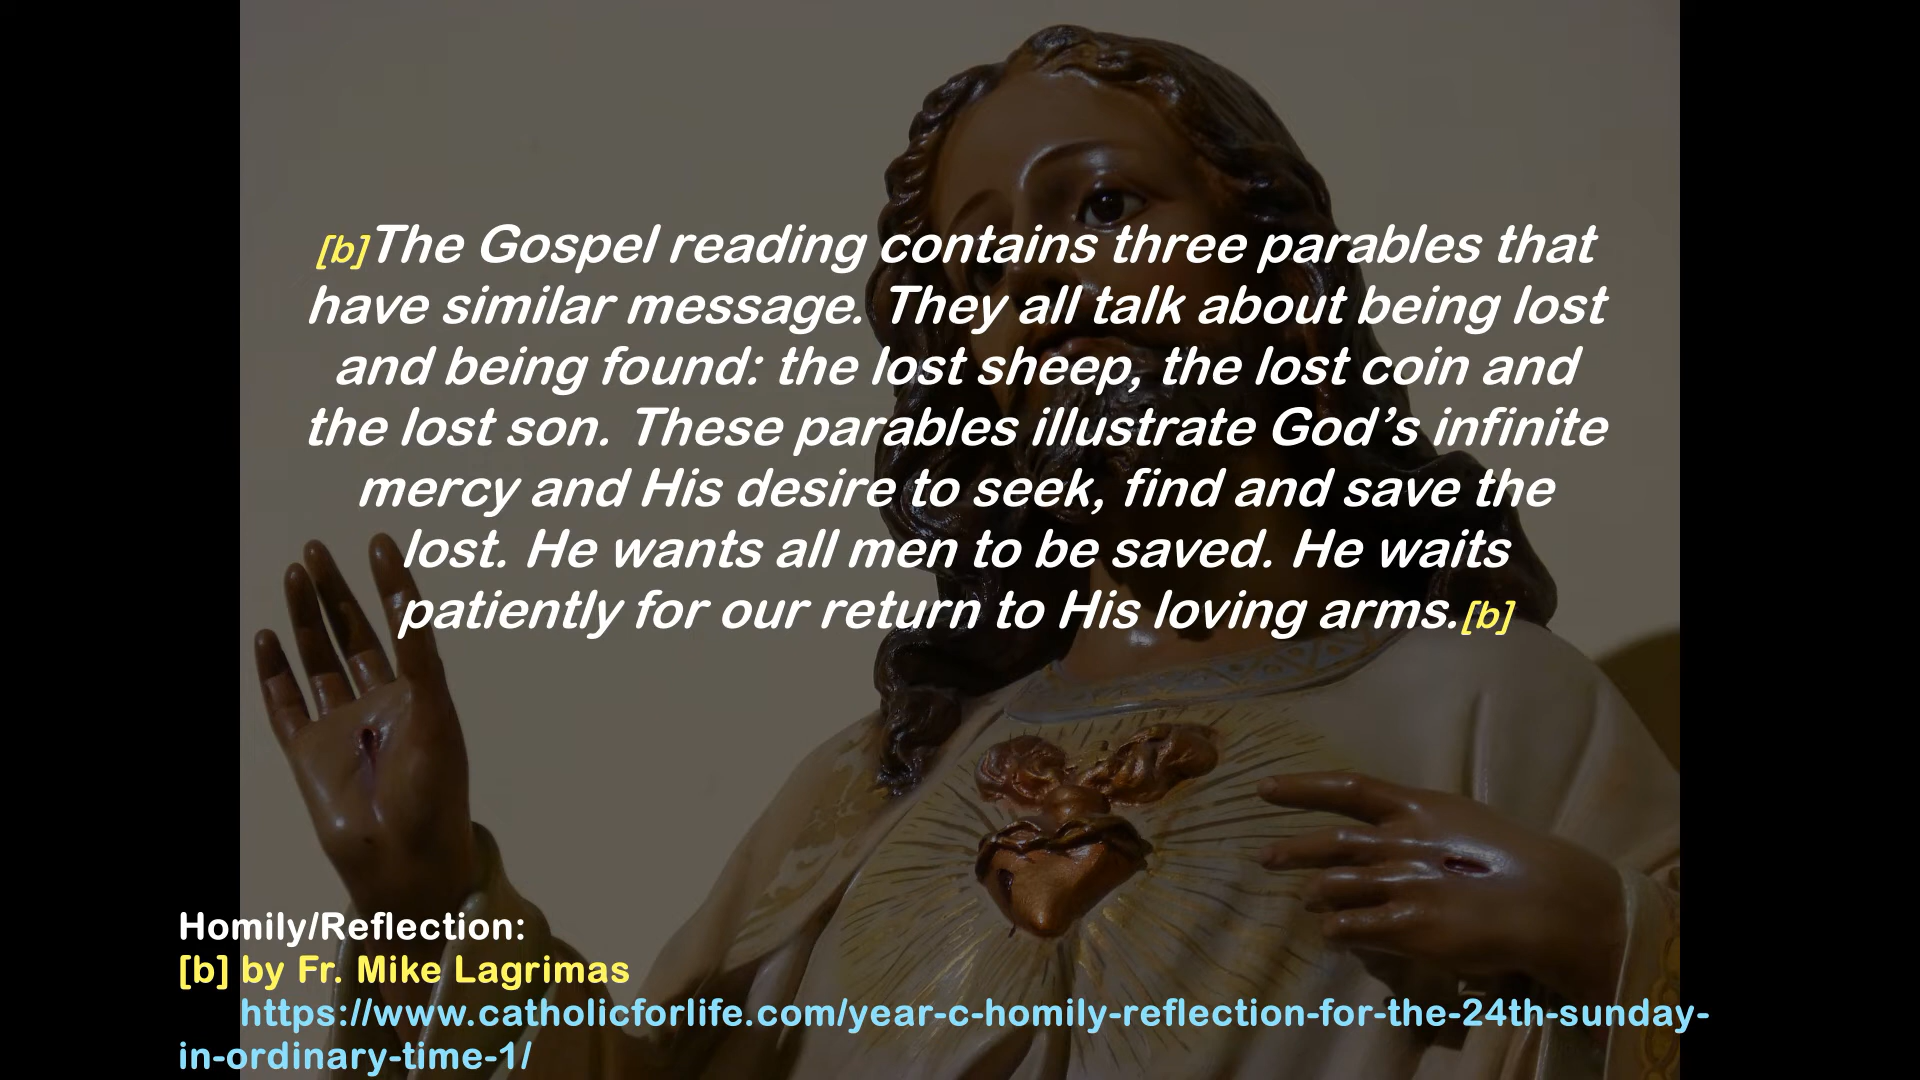 [b]The Gospel reading contains three parables that
have similar message. They all talk about being lost
and being found: the lost sheep, the lost coin and
the lost son. These parables illustrate God’s infinite
mercy and His desire to seek, find and save the
lost. He wants all men to be saved. He waits
patiently for our return to His loving arms.[b]
Homily/Reflection:
[b] by Fr. Mike Lagrimas
https://www.catholicforlife.com/year-c-homily-reflection-for-the-24th-sunday-
in-ordinary-time-1/